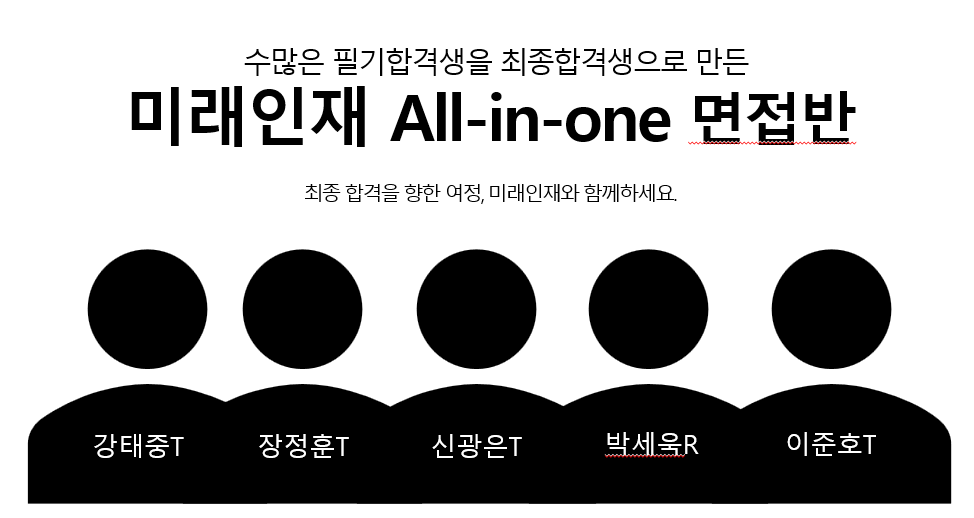 수많은 필기합격생을 최종합격생으로 만든
미래인재 All-in-one 면접반
최종 합격을 향한 여정, 미래인재와 함께하세요.
강태중T 장정훈T 신광은T 박세욱R 이준호T